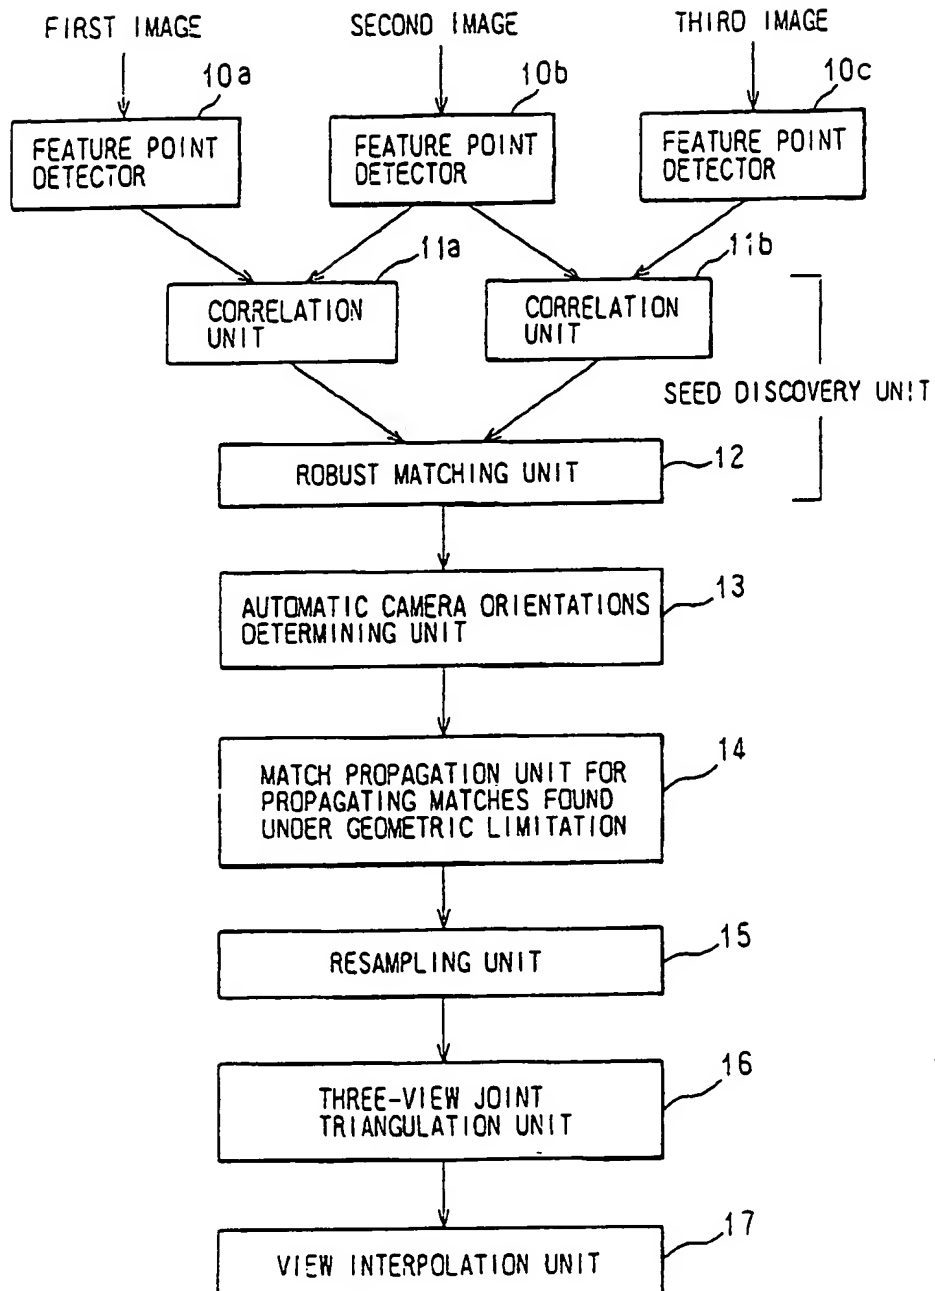 FIRST IMAGE
SECOND IMAGE
THIRD IMAGE
10a
10b
10c
FEATURE POINT
DETECTOR
FEATURE POINT
DETECTOR
FEATURE POINT
DETECTOR
11a
11b
CORRELATION
UNIT
CORRELATION
UNIT
SEED DISCOVERY UNIT
ROBUST MATCHING UNIT
12
AUTOMATIC CAMERA ORIENTATIONS
DETERMINING UNIT
13
MATCH PROPAGATION UNIT FOR
PROPAGATING MATCHES FOUND
UNDER GEOMETRIC LIMITATION
14
RESAMPLING UNIT
15
THREE-VIEW JOINT
TRIANGULATION UNIT
16
VIEW INTERPOLATION UNIT
17